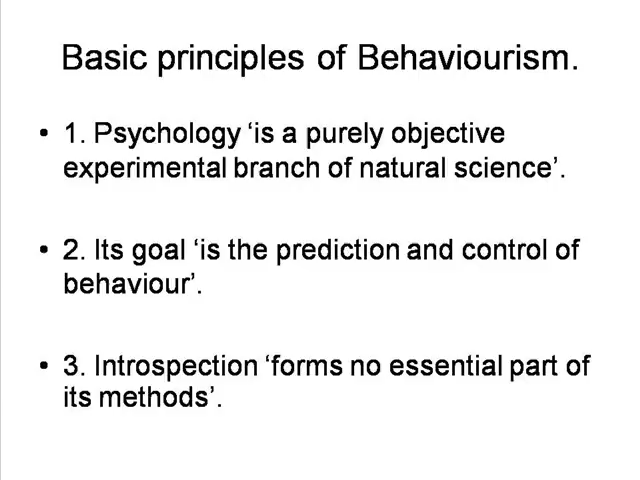 Basic principles of Behaviourism.
• 1. Psychology ‘is a purely objective
experimental branch of natural science’.
• 2. Its goal ‘is the prediction and control of
behaviour’.
• 3. Introspection ‘forms no essential part of
its methods’.